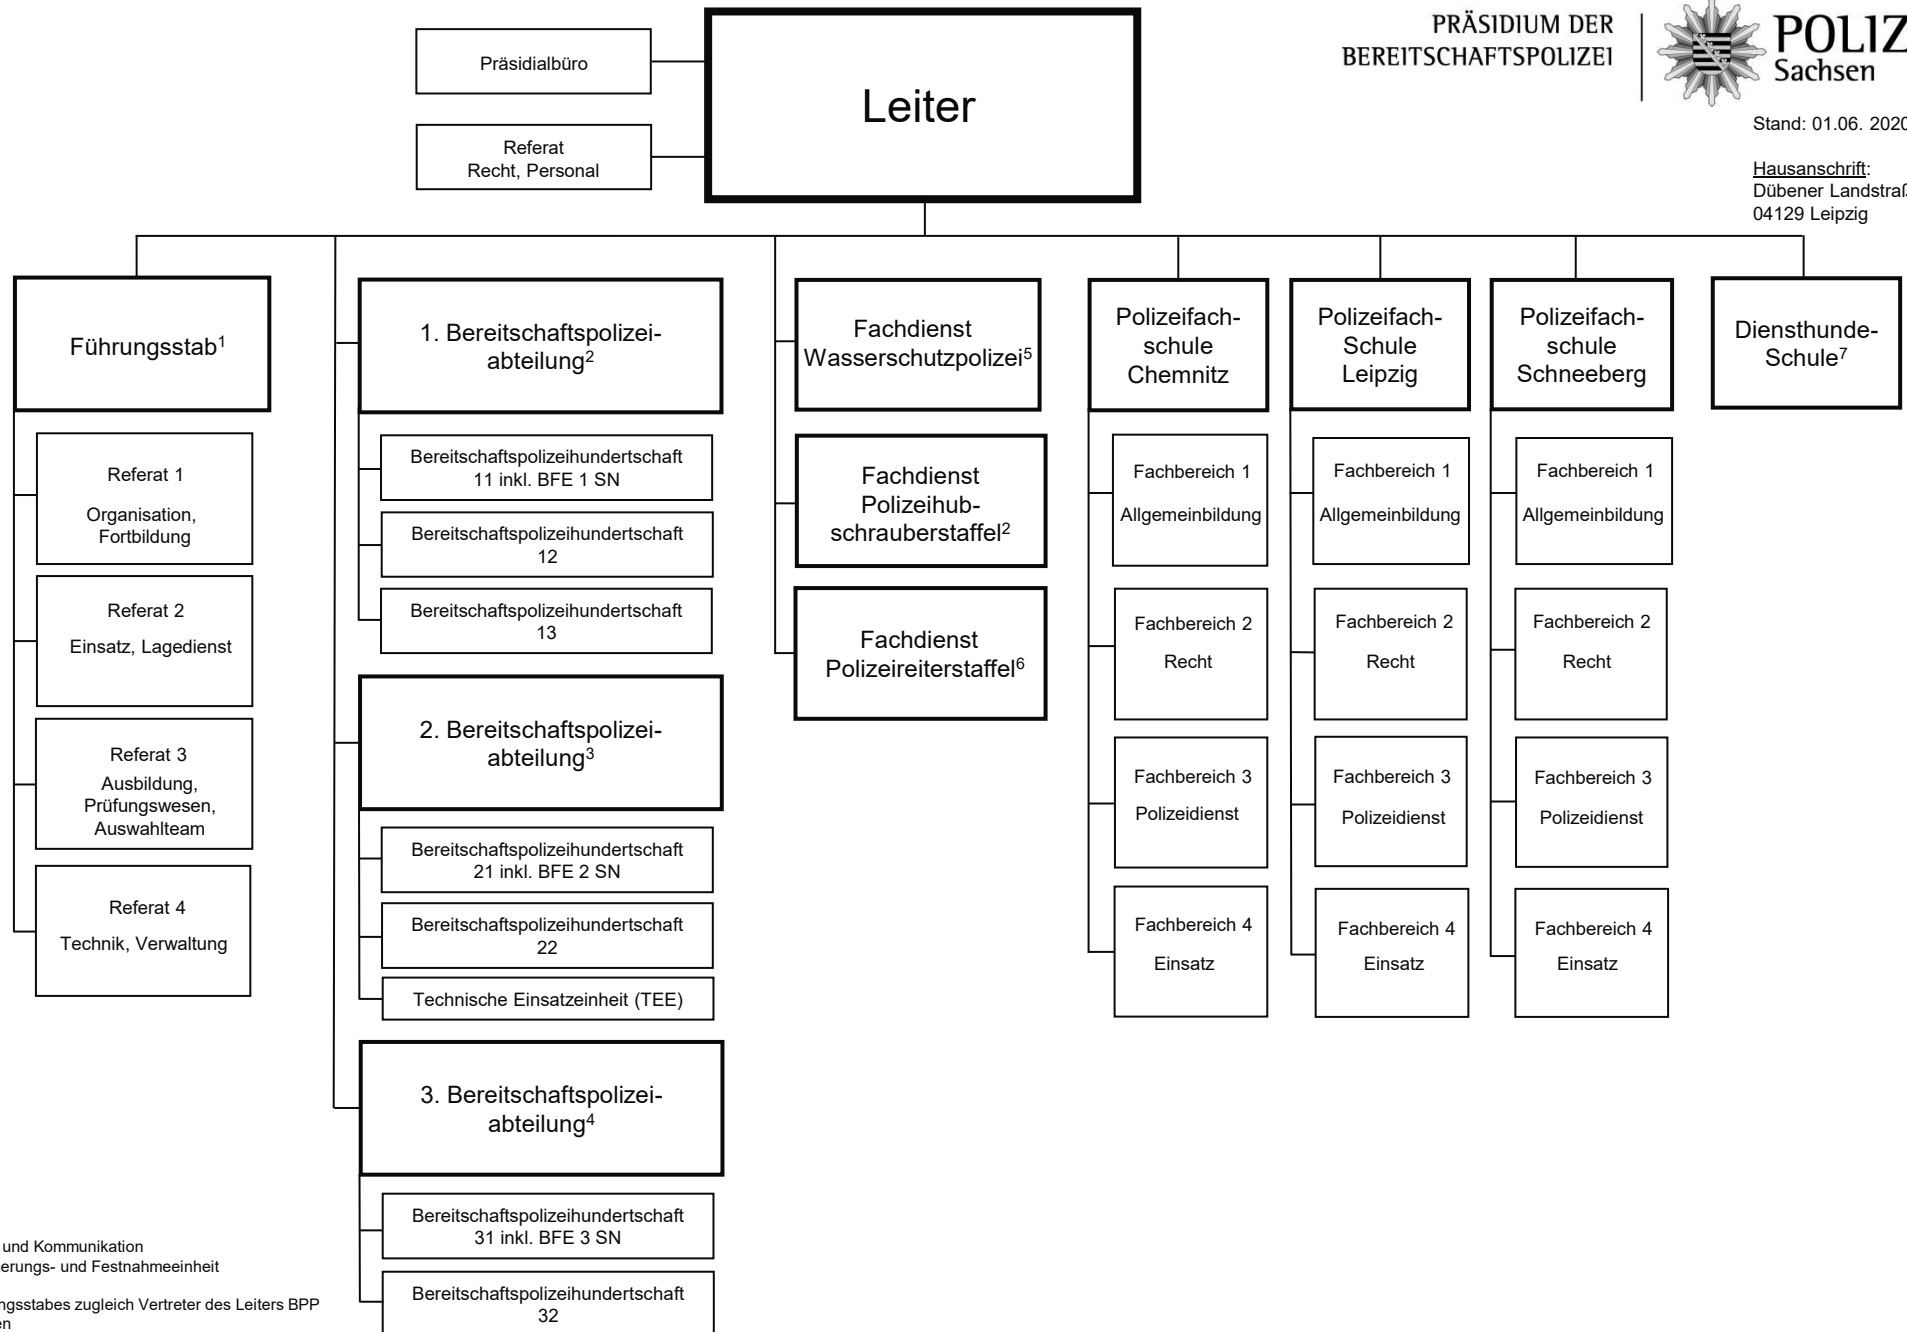 Präsidialbüro
Referat
Recht, Personal
Leiter
PRÄSIDIUM DER
BEREITSCHAFTSPOLIZEI
POLIZ
Sachsen
Stand: 01.06. 2020
Hausanschrift:
Dübener Landstraß
04129 Leipzig
Führungsstab¹
Referat 1
Organisation,
Fortbildung
Referat 2
Einsatz, Lagedienst
Referat 3
Ausbildung,
Prüfungswesen,
Auswahlteam
Referat 4
Technik, Verwaltung
1. Bereitschaftspolizei-
abteilung²
Bereitschaftspolizeihundertschaft
11 inkl. BFE 1 SN
Bereitschaftspolizeihundertschaft
12
Bereitschaftspolizeihundertschaft
13
2. Bereitschaftspolizei-
abteilung³
Bereitschaftspolizeihundertschaft
21 inkl. BFE 2 SN
Bereitschaftspolizeihundertschaft
22
Technische Einsatzeinheit (TEE)
3. Bereitschaftspolizei-
abteilung⁴
Bereitschaftspolizeihundertschaft
31 inkl. BFE 3 SN
Bereitschaftspolizeihundertschaft
32
Fachdienst
Wasserschutzpolizei⁵
Fachdienst
Polizeihub-
schrauberstaffel²
Fachdienst
Polizeireiterstaffel⁶
Polizeifach-
schule
Chemnitz
Fachbereich 1
Allgemeinbildung
Fachbereich 2
Recht
Fachbereich 3
Polizeidienst
Fachbereich 4
Einsatz
Polizeifach-
Schule
Leipzig
Fachbereich 1
Allgemeinbildung
Fachbereich 2
Recht
Fachbereich 3
Polizeidienst
Fachbereich 4
Einsatz
Polizeifach-
schule
Schneeberg
Fachbereich 1
Allgemeinbildung
Fachbereich 2
Recht
Fachbereich 3
Polizeidienst
Fachbereich 4
Einsatz
Diensthunde-
Schule⁷
und Kommunikation
erungs- und Festnahmeeinheit
ngsstabes zugleich Vertreter des Leiters BPP
en